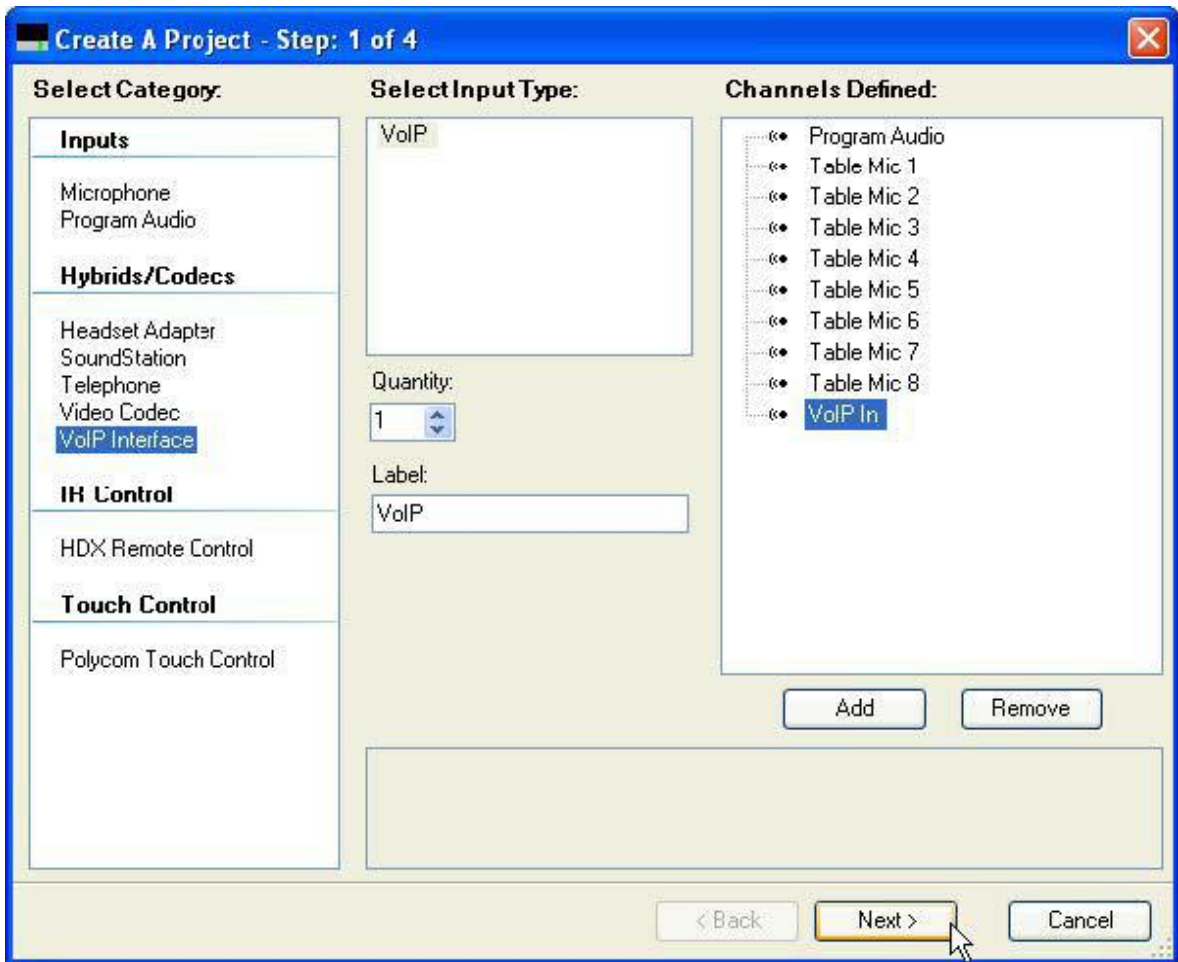 Create A Project - Step: 1 of 4
Select Category:
Inputs
Microphone
Program Audio
Hybrids/Codecs
Headset Adapter
SoundStation
Telephone
Video Codec
VoIP Interface
IR Control
HDX Remote Control
Touch Control
Polycom Touch Control
Select Input Type:
VoIP
Quantity:
1
Label:
VoIP
Channels Defined:
Program Audio
Table Mic 1
Table Mic 2
Table Mic 3
Table Mic 4
Table Mic 5
Table Mic 6
Table Mic 7
Table Mic 8
VoIP In
Add
Remove
< Back
Next >
Cancel